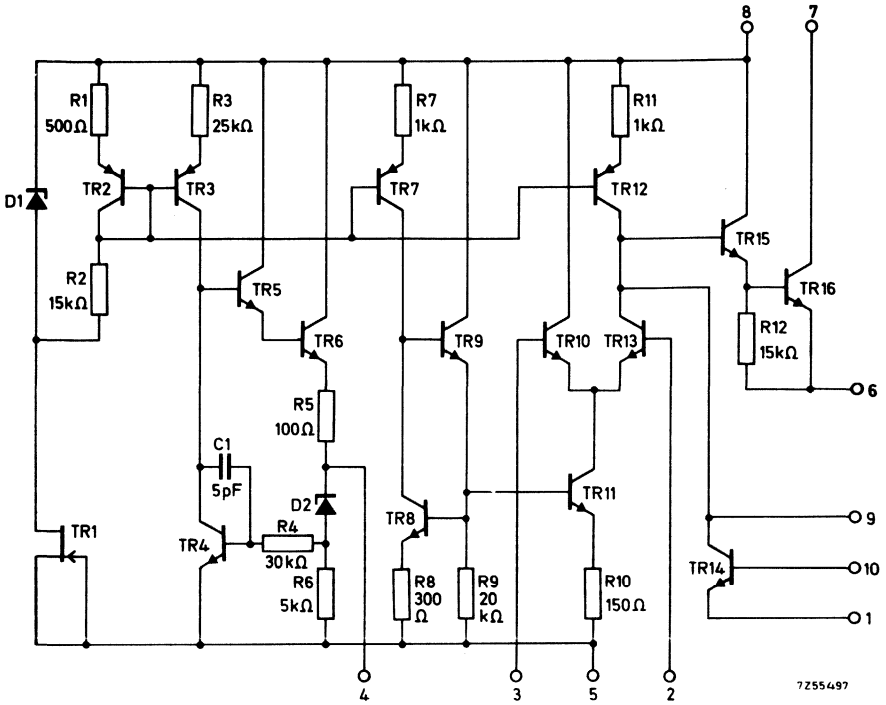 8 7
R1
500Ω
R3
25kΩ
R7
1kΩ
R11
1kΩ
D1
TR2
TR3
TR7
TR12
TR15
R2
15kΩ
TR5
TR16
TR6
TR9
TR10
TR13
R12
15kΩ
6
R5
100Ω
C1
5pF
D2
TR11
TR1
TR4
R4
30kΩ
TR8
9
TR14
10
R6
5kΩ
R8
300
Ω
R9
20
kΩ
R10
150Ω
1
4 3 5 2
7Z55497